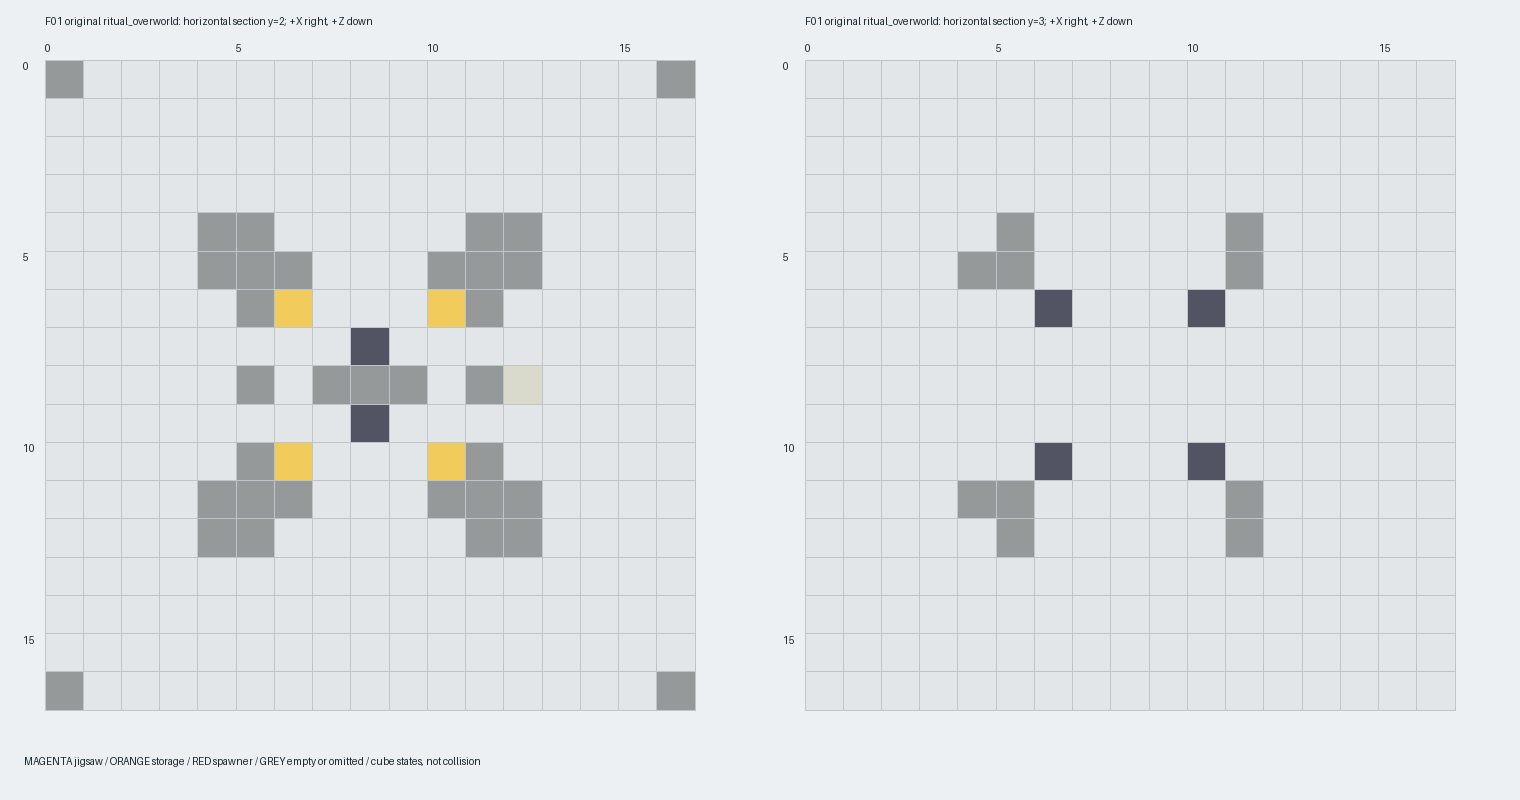 F01 original ritual_overworld: horizontal section y=2; +X right, +Z down
0 5 10 15
0
5
10
15
F01 original ritual_overworld: horizontal section y=3; +X right, +Z down
0 5 10 15
0
5
10
15
MAGENTA jigsaw / ORANGE storage / RED spawner / GREY empty or omitted / cube states, not collision